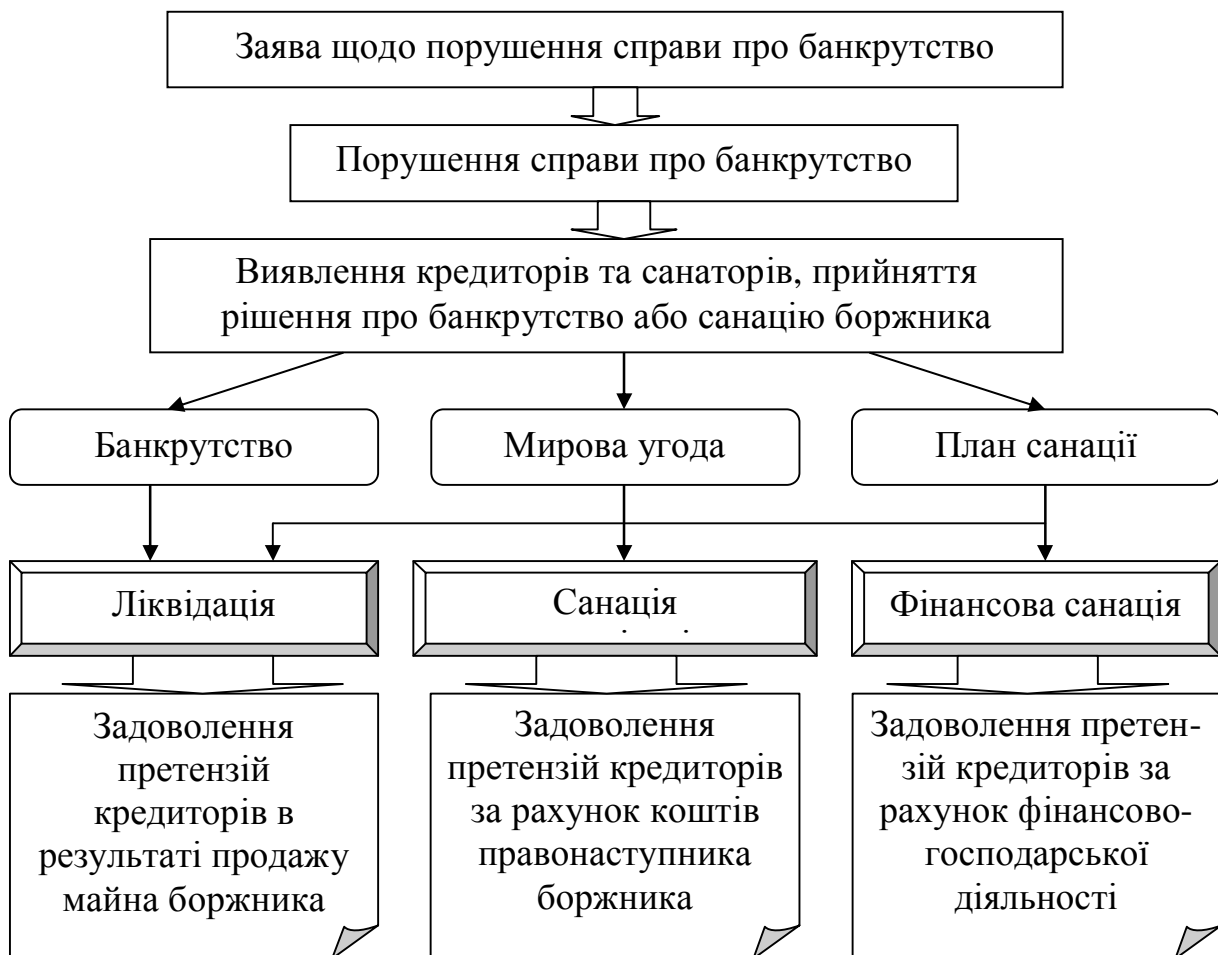 Заява щодо порушення справи про банкрутство
Порушення справи про банкрутство
Виявлення кредиторів та санаторів, прийняття
рішення про банкрутство або санацію боржника
Банкрутство
Мирова угода
План санації
Ліквідація
Санація
Фінансова санація
Задоволення
претензій
кредиторів в
результаті продажу
майна боржника
Задоволення
претензій кредиторів
за рахунок коштів
правонаступника
боржника
Задоволення претен-
зій кредиторів за
рахунок фінансово-
господарської
діяльності